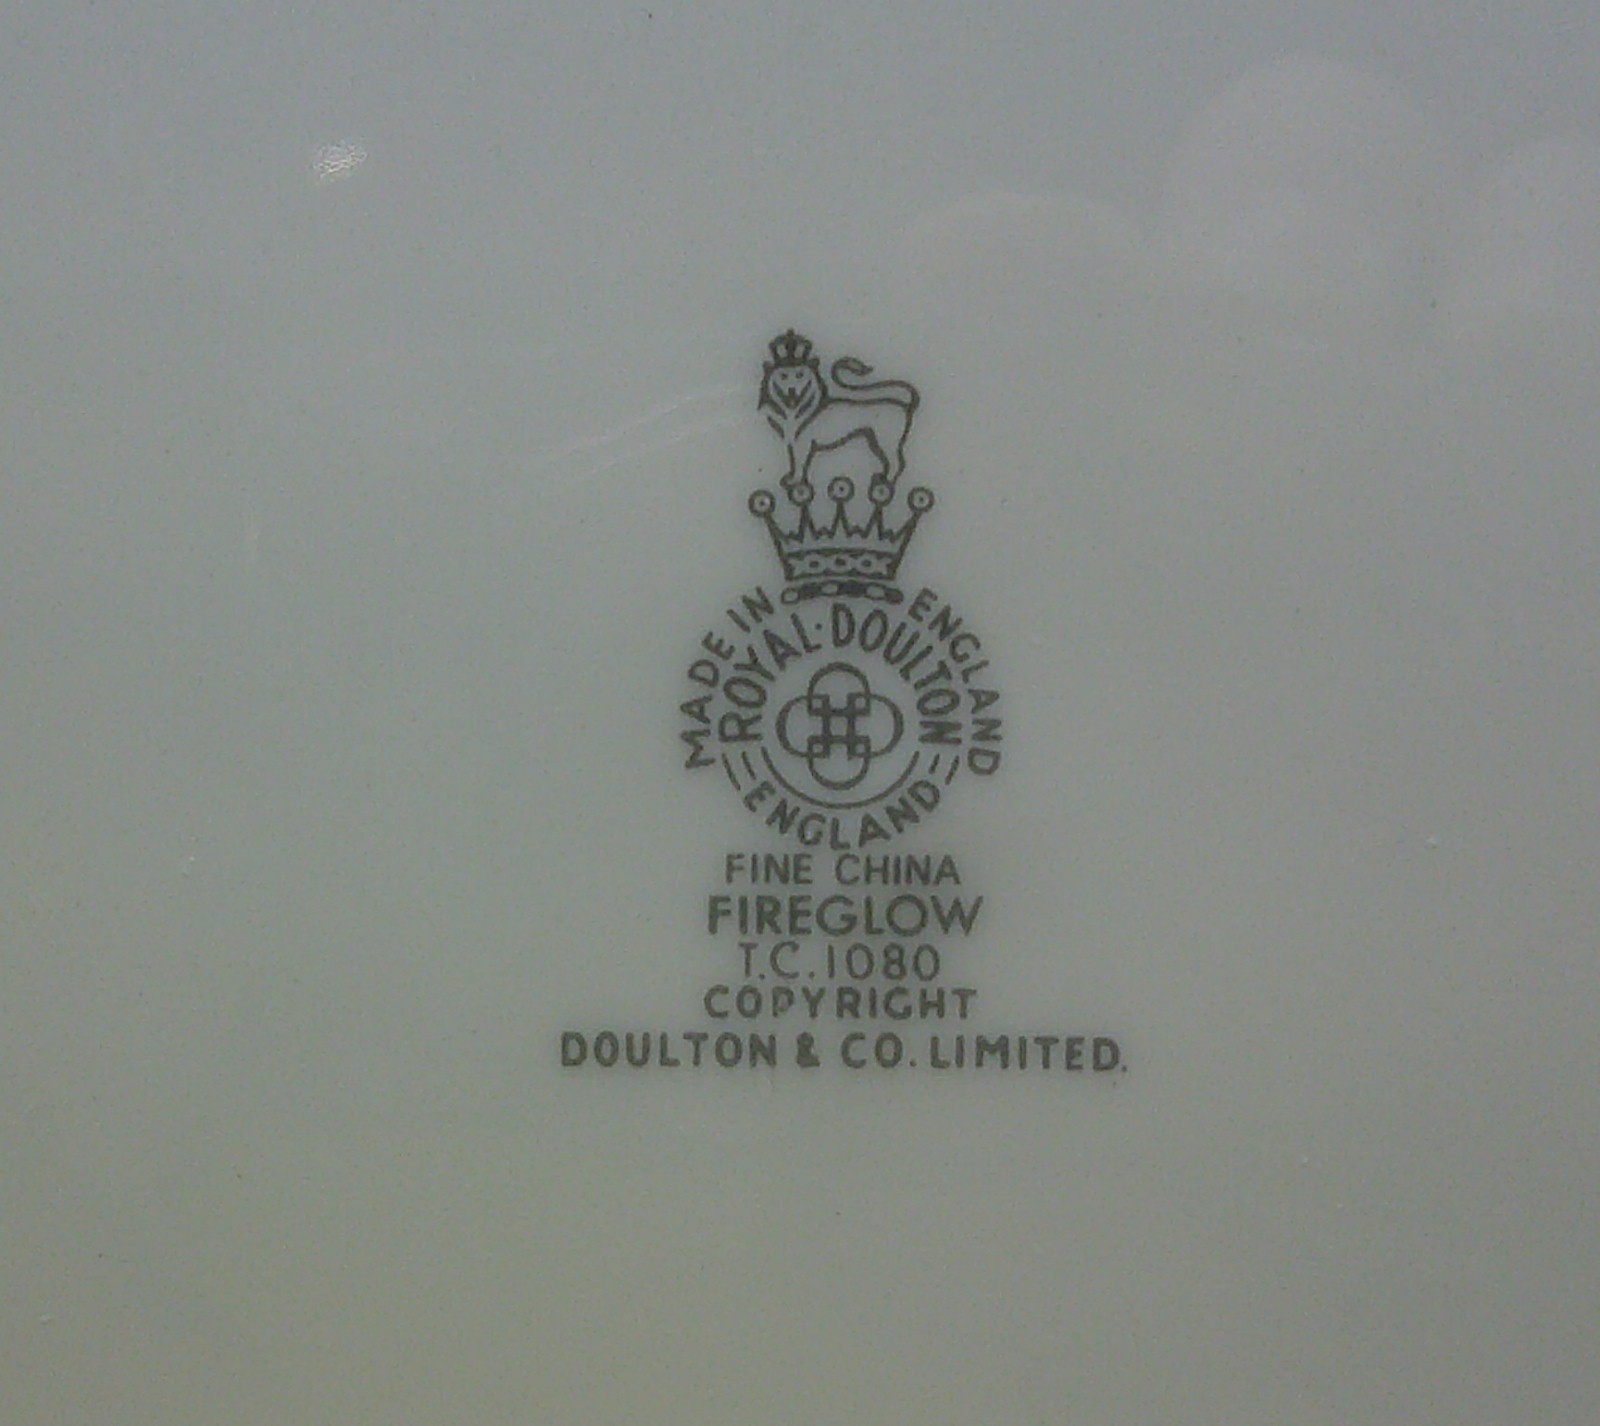 MADE IN ENGLAND
ROYAL·DOULTON
ENGLAND
FINE CHINA
FIREGLOW
T.C.1080
COPYRIGHT
DOULTON & CO. LIMITED.